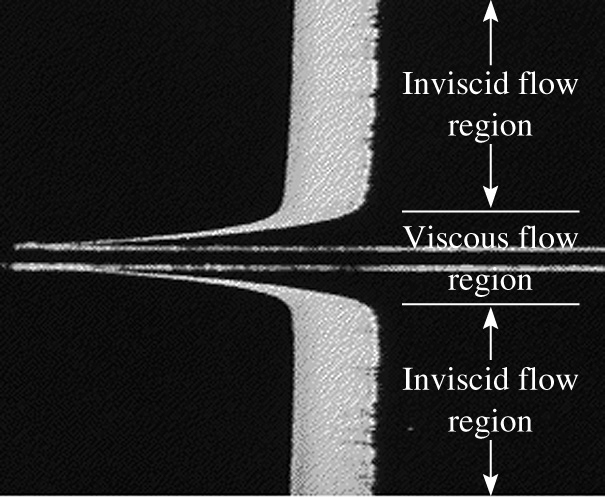 Inviscid flow
region
Viscous flow
region
Inviscid flow
region